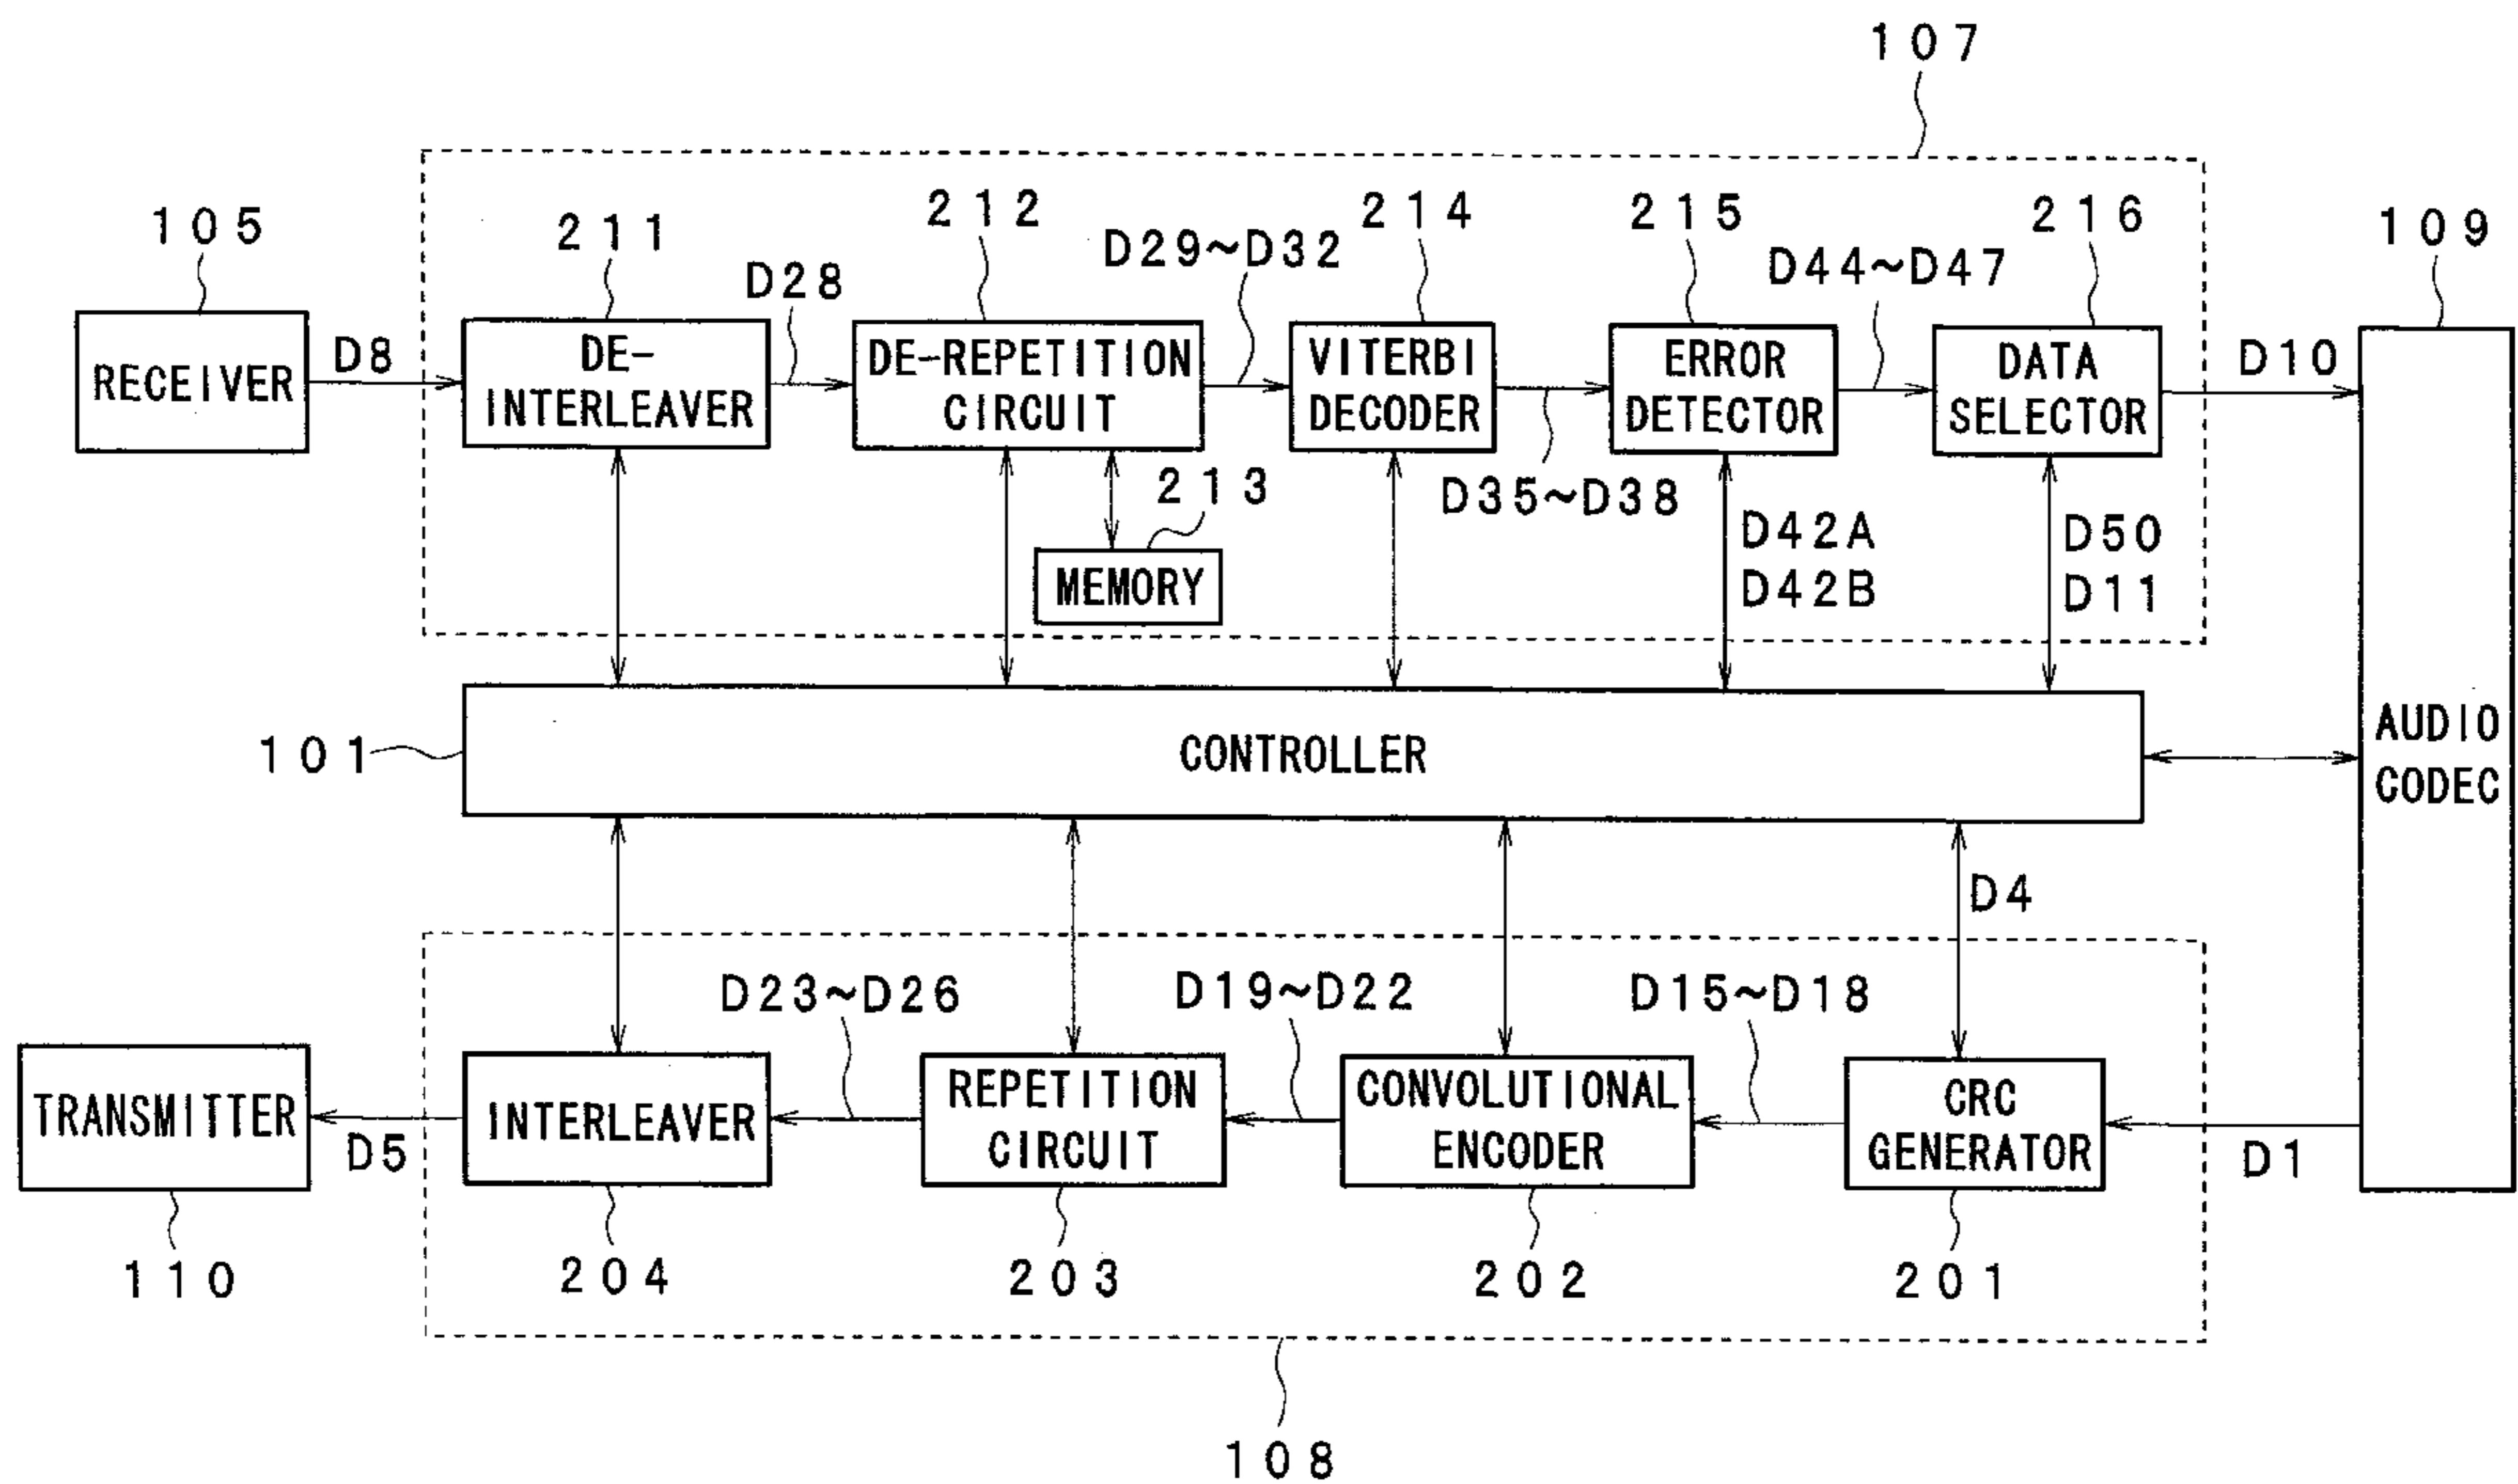 107
105
211
212
214
215
216
109
D28
D29~D32
D44~D47
RECEIVER
D8
DE-
INTERLEAVER
DE-REPETITION
CIRCUIT
VITERBI
DECODER
ERROR
DETECTOR
DATA
SELECTOR
D10
D35~D38
213
MEMORY
D42A
D42B
D50
D11
101
CONTROLLER
AUDIO
CODEC
D4
D23~D26
D19~D22
D15~D18
TRANSMITTER
D5
INTERLEAVER
REPETITION
CIRCUIT
CONVOLUTIONAL
ENCODER
CRC
GENERATOR
D1
110
204
203
202
201
108